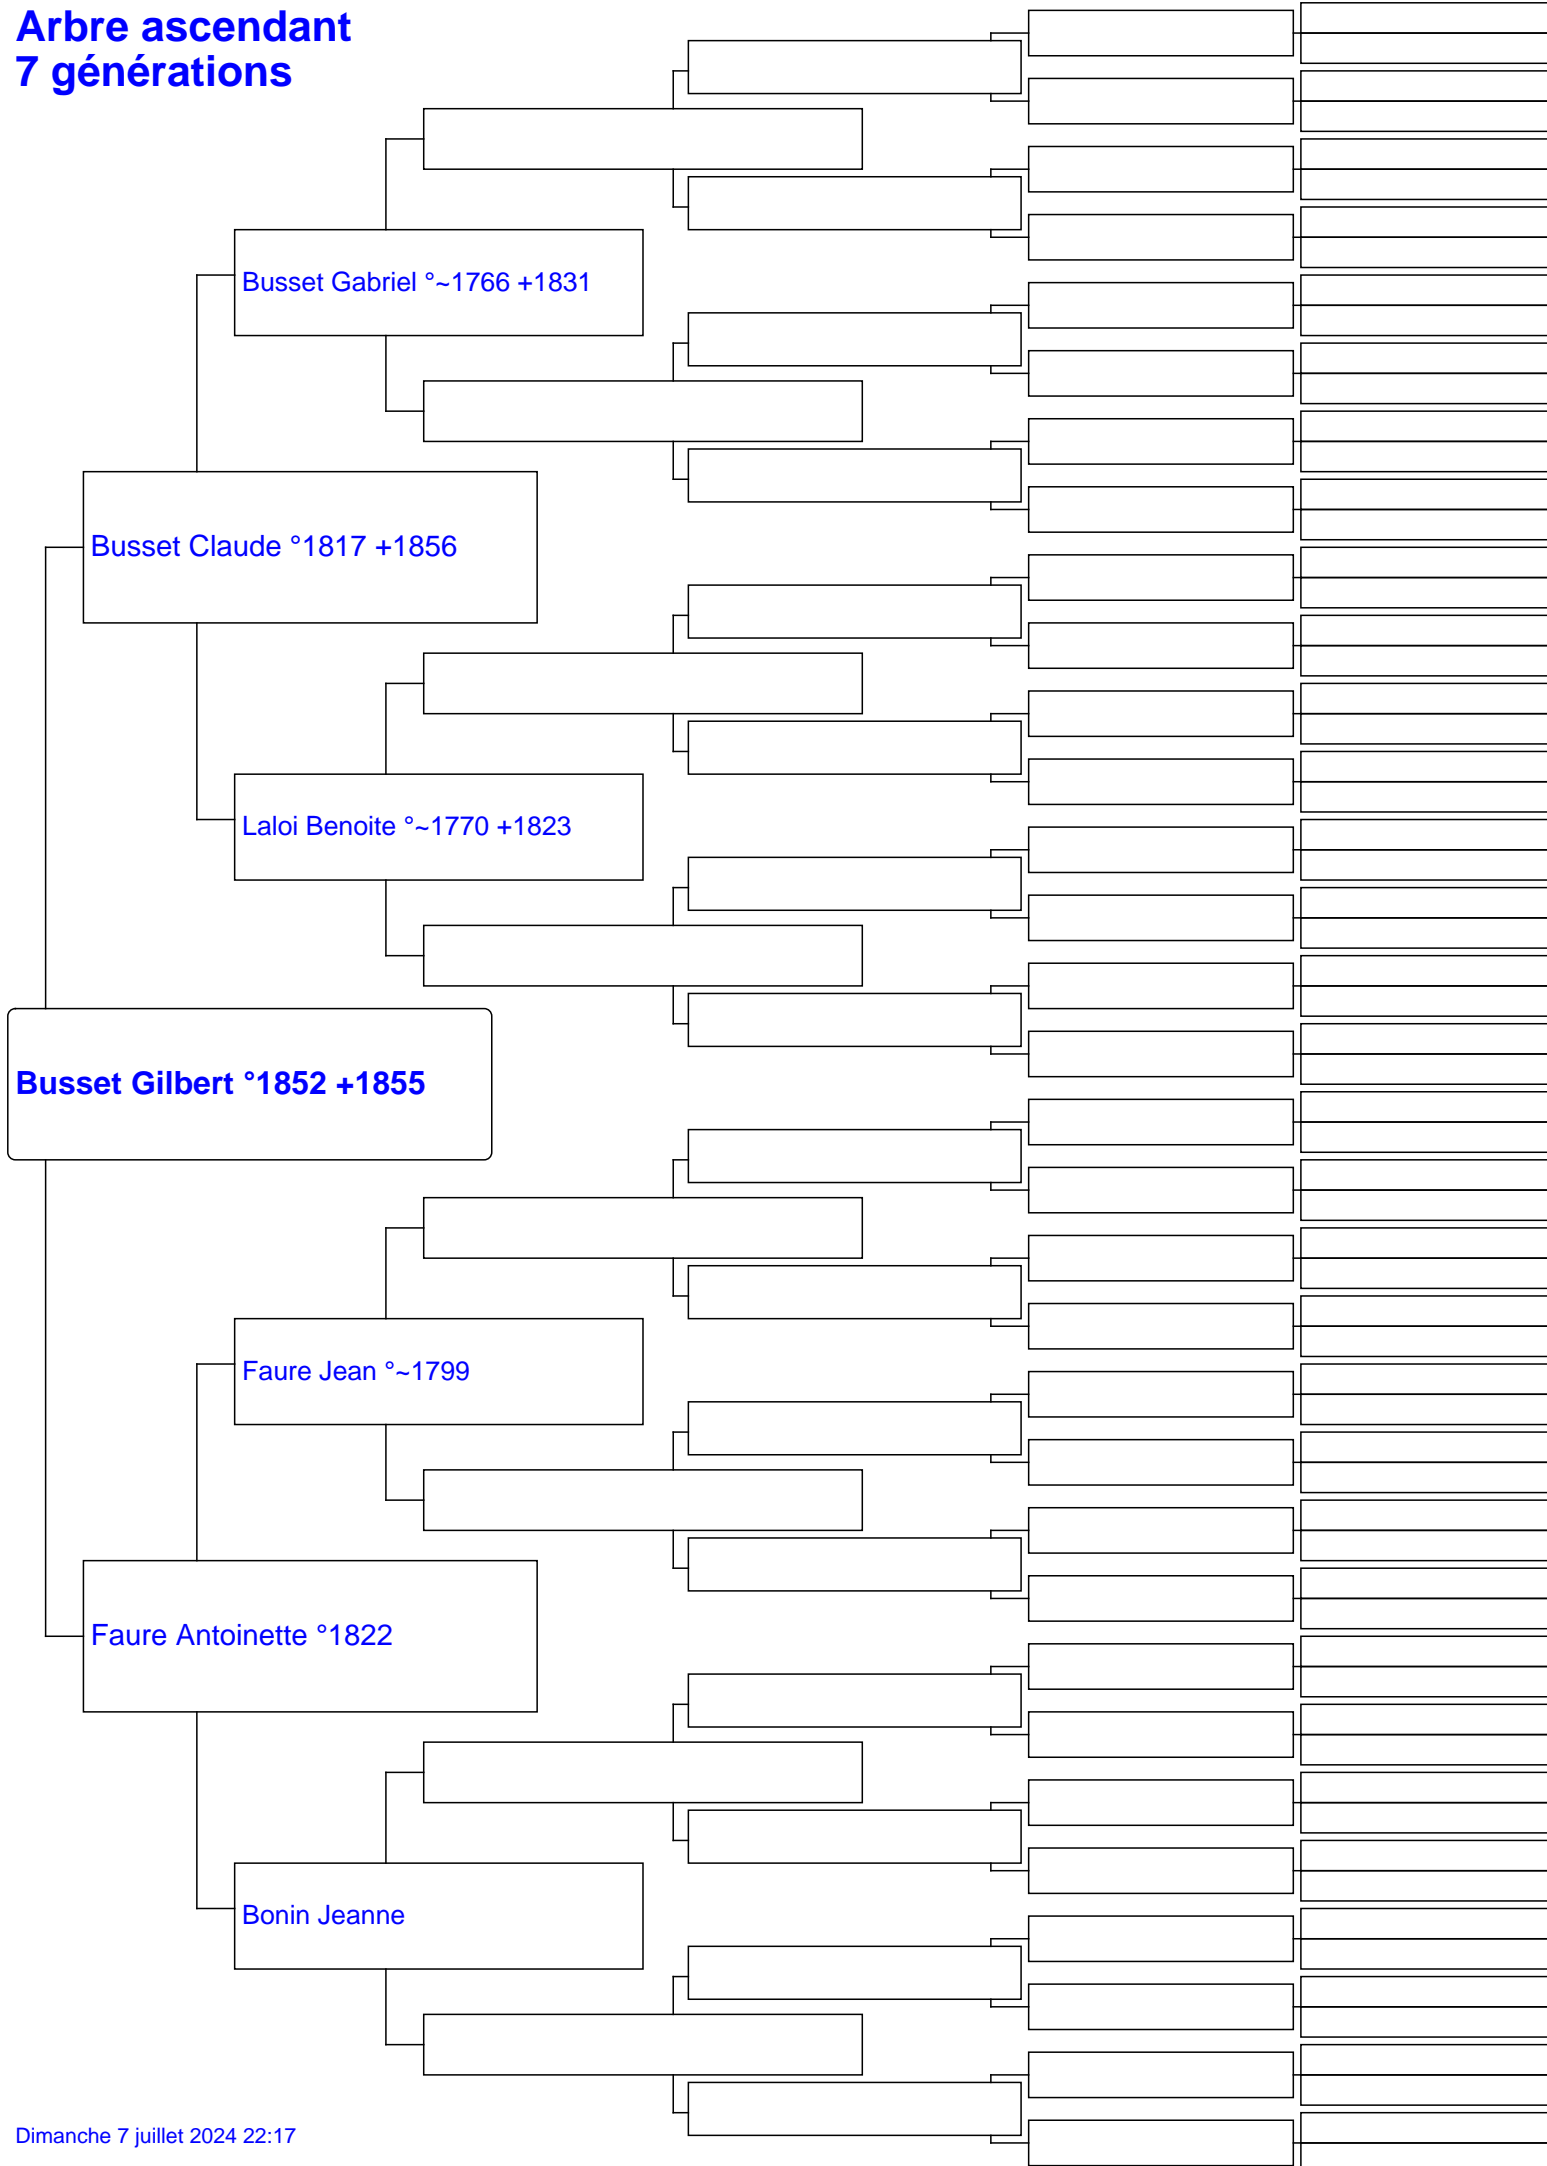 Arbre ascendant
7 générations
Busset Gabriel °~1766 +1831
Busset Claude °1817 +1856
Laloi Benoite °~1770 +1823
Busset Gilbert °1852 +1855
Faure Jean °~1799
Faure Antoinette °1822
Bonin Jeanne
Dimanche 7 juillet 2024 22:17